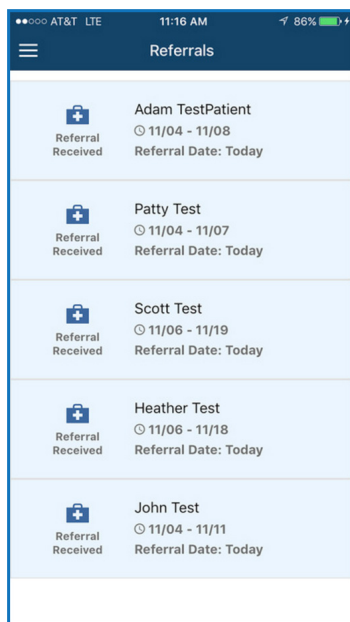 AT&T LTE 11:16 AM 86%
Referrals
Referral Received
Adam TestPatient
11/04 - 11/08
Referral Date: Today
Referral Received
Patty Test
11/04 - 11/07
Referral Date: Today
Referral Received
Scott Test
11/06 - 11/19
Referral Date: Today
Referral Received
Heather Test
11/06 - 11/18
Referral Date: Today
Referral Received
John Test
11/04 - 11/11
Referral Date: Today